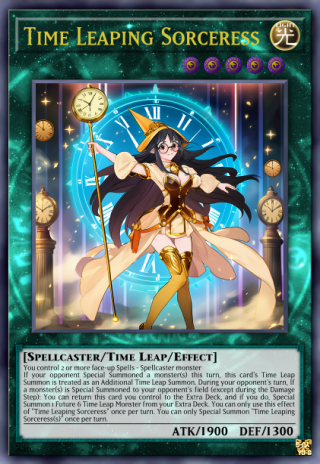 TIME LEAPING SORCERESS
LIGHT
光
[SPELLCASTER/TIME LEAP/EFFECT]
You control 2 or more face-up Spells - Spellcaster monster
If your opponent Special Summoned a monster(s) this turn, this card's Time Leap
Summon is treated as an Additional Time Leap Summon. During your opponent's turn, If
a monster(s) is Special Summoned to your opponent's field (except during the Damage
Step): You can return this card you control to the Extra Deck, and if you do, Special
Summon 1 Future 6 Time Leap Monster from your Extra Deck. You can only use this effect
of "Time Leaping Sorceress" once per turn. You can only Special Summon "Time Leaping
Sorceress(s)" once per turn.
ATK/1900 DEF/1300